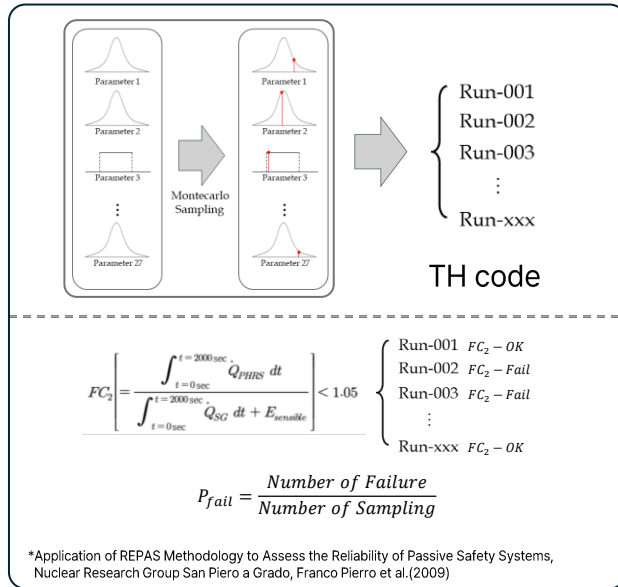 Parameter 1
Parameter 2
Parameter 3
⋮
Parameter 27
Montecarlo
Sampling
Parameter 1
Parameter 2
Parameter 3
⋮
Parameter 27
Run-001
Run-002
Run-003
⋮
Run-xxx
TH code
FC₂[= ∫_{t=0sec}^{t=2000sec} Q̇_PHRS dt / (∫_{t=0sec}^{t=2000sec} Q̇_SG dt + E_sensible)] < 1.05
Run-001 FC₂ − OK
Run-002 FC₂ − Fail
Run-003 FC₂ − Fail
⋮
Run-xxx FC₂ − OK
P_fail = Number of Failure / Number of Sampling
*Application of REPAS Methodology to Assess the Reliability of Passive Safety Systems,
Nuclear Research Group San Piero a Grado, Franco Pierro et al.(2009)